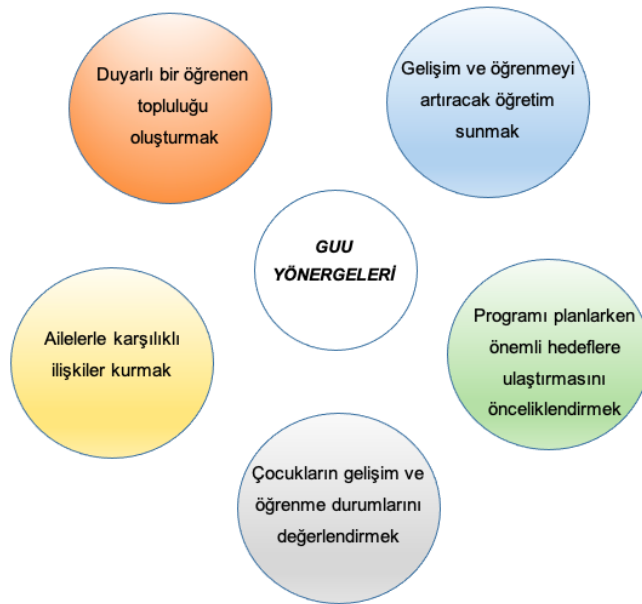 Duyarlı bir öğrenen
topluluğu
oluşturmak
Gelişim ve öğrenmeyi
artıracak öğretim
sunmak
GUU
YÖNERGELERİ
Ailelerle karşılıklı
ilişkiler kurmak
Programı planlarken
önemli hedeflere
ulaştırmasını
önceliklendirmek
Çocukların gelişim ve
öğrenme durumlarını
değerlendirmek